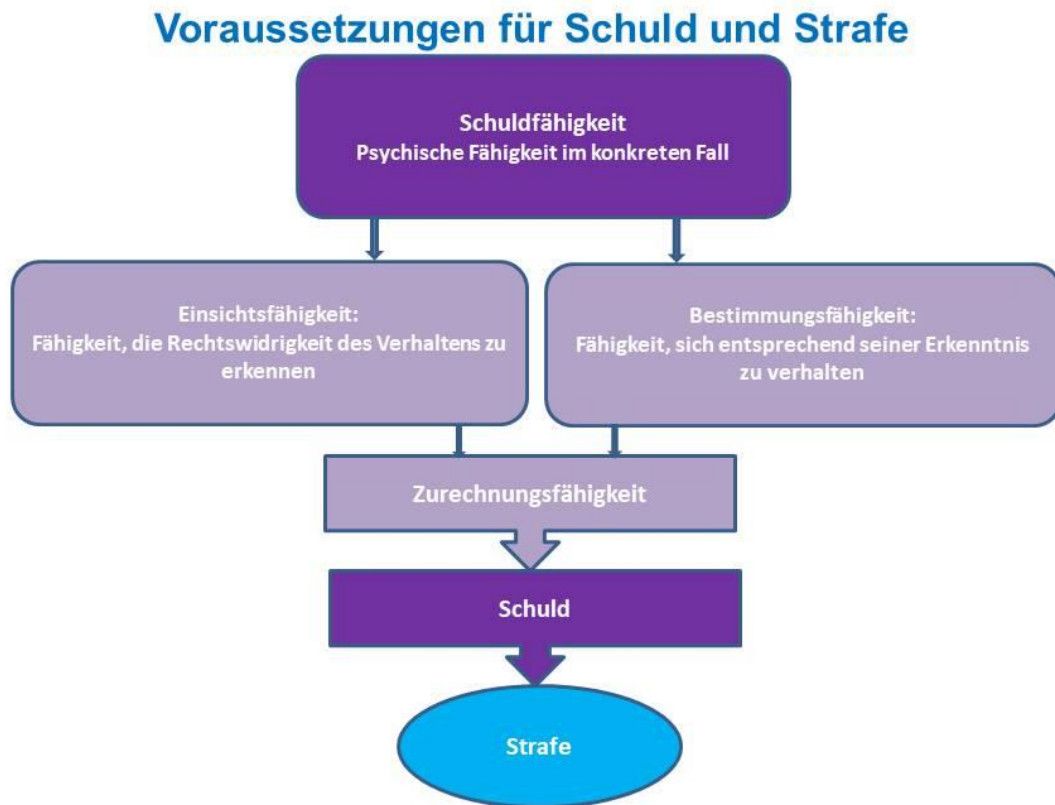 Voraussetzungen für Schuld und Strafe
Schuldfähigkeit
Psychische Fähigkeit im konkreten Fall
Einsichtsfähigkeit:
Fähigkeit, die Rechtswidrigkeit des Verhaltens zu
erkennen
Bestimmungsfähigkeit:
Fähigkeit, sich entsprechend seiner Erkenntnis
zu verhalten
Zurechnungsfähigkeit
Schuld
Strafe